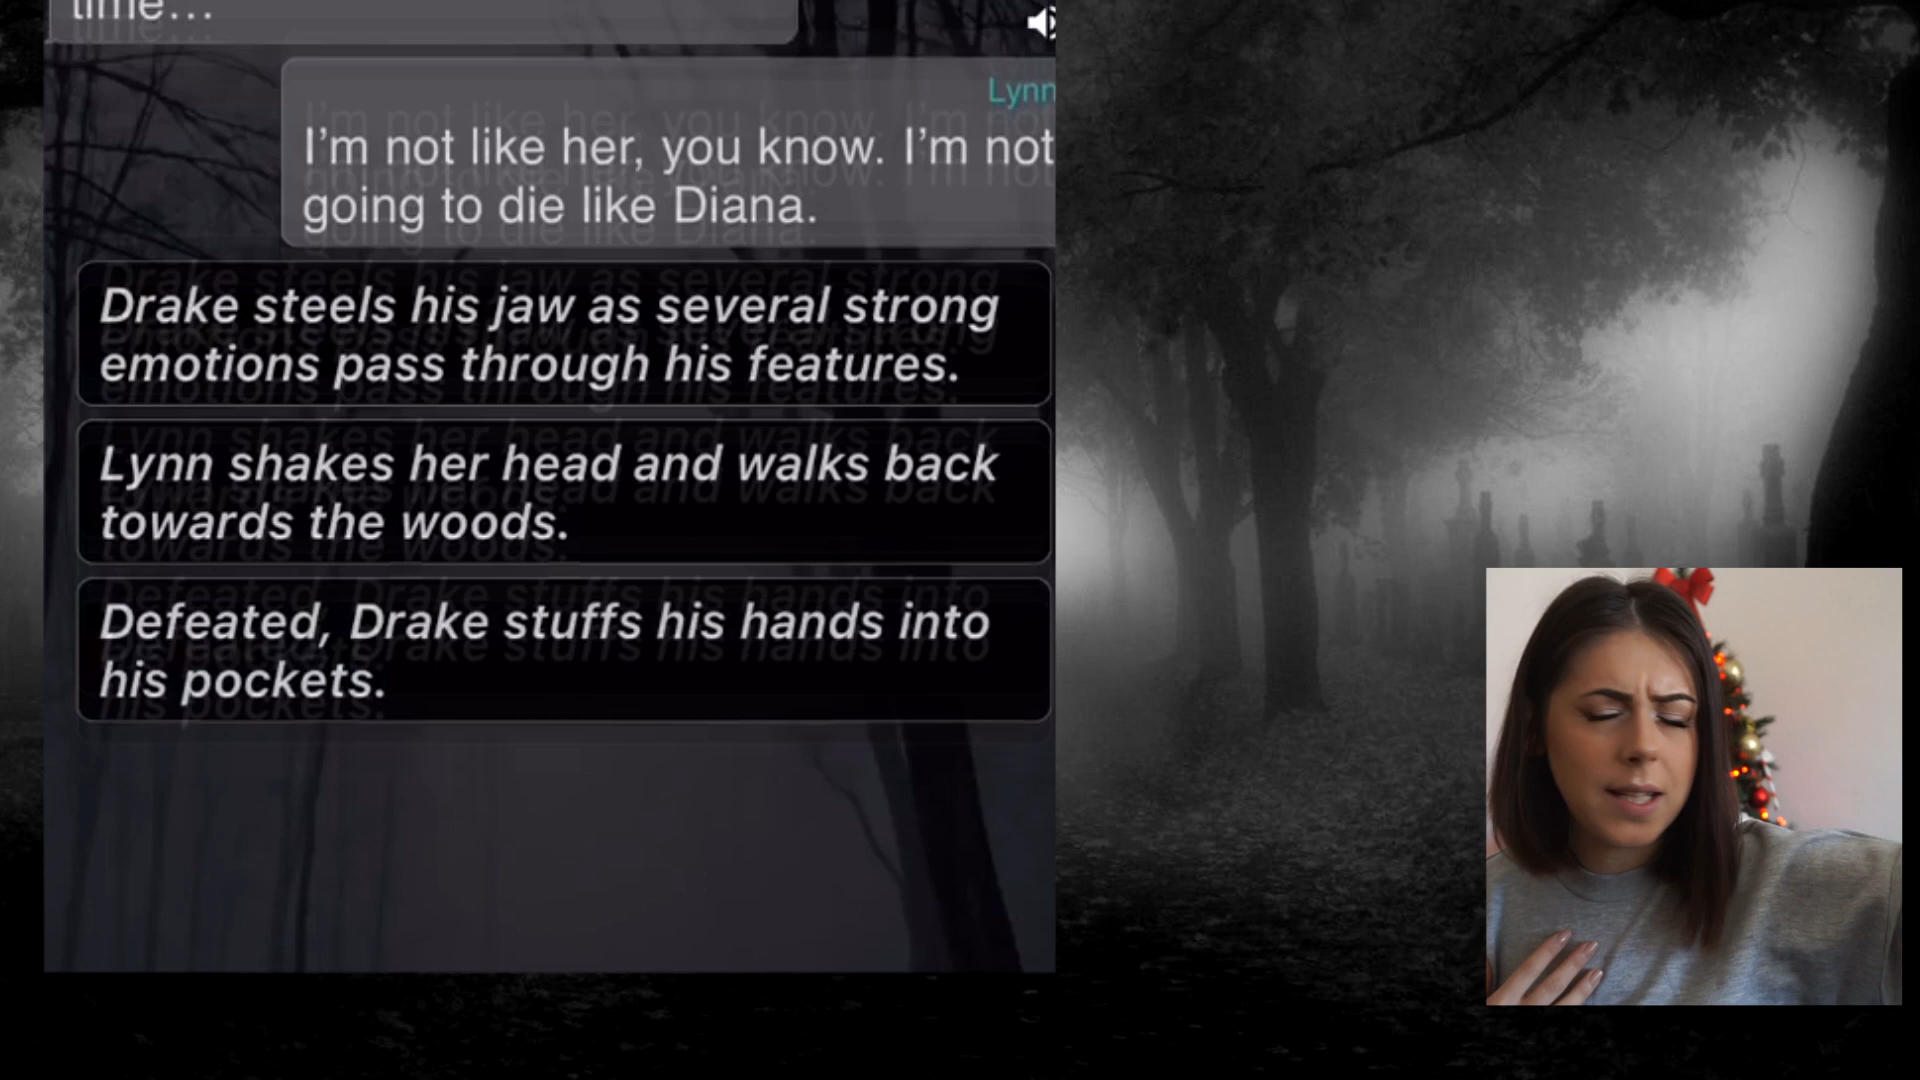 time...
Lynn
I'm not like her, you know. I'm not
going to die like Diana.
Drake steels his jaw as several strong
emotions pass through his features.
Lynn shakes her head and walks back
towards the woods.
Defeated, Drake stuffs his hands into
his pockets.